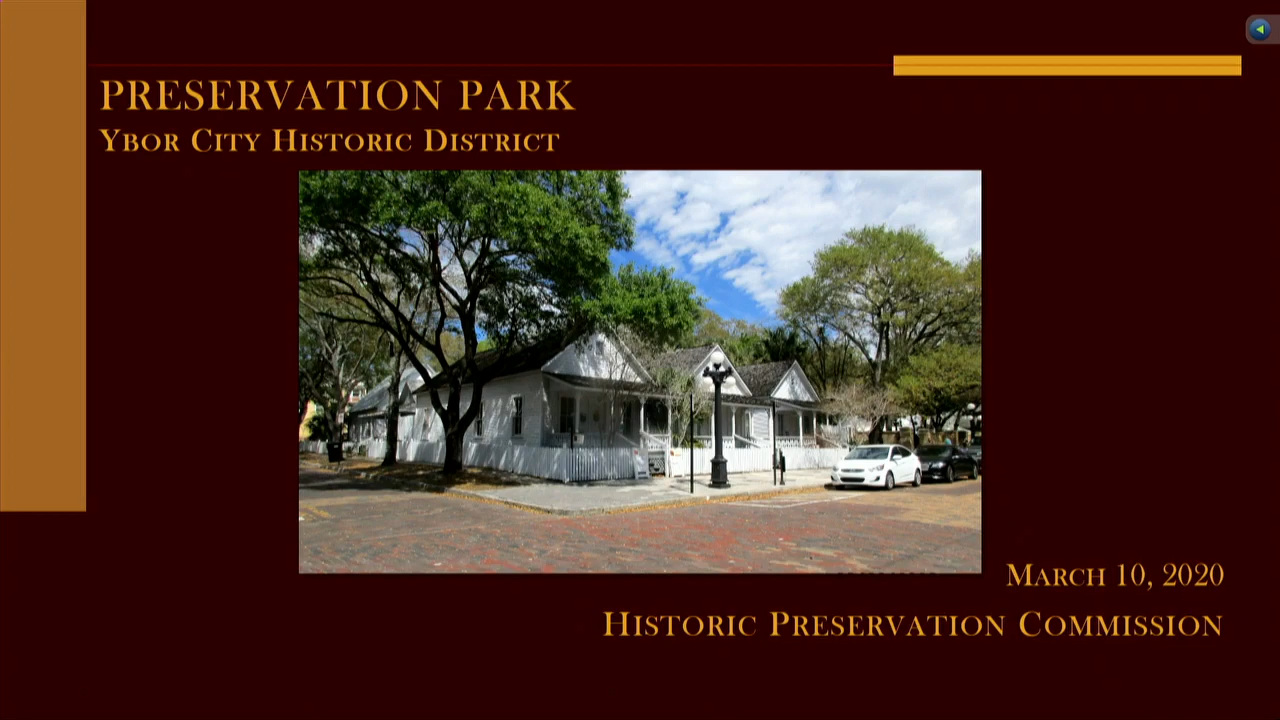 PRESERVATION PARK
Ybor City Historic District
March 10, 2020
Historic Preservation Commission